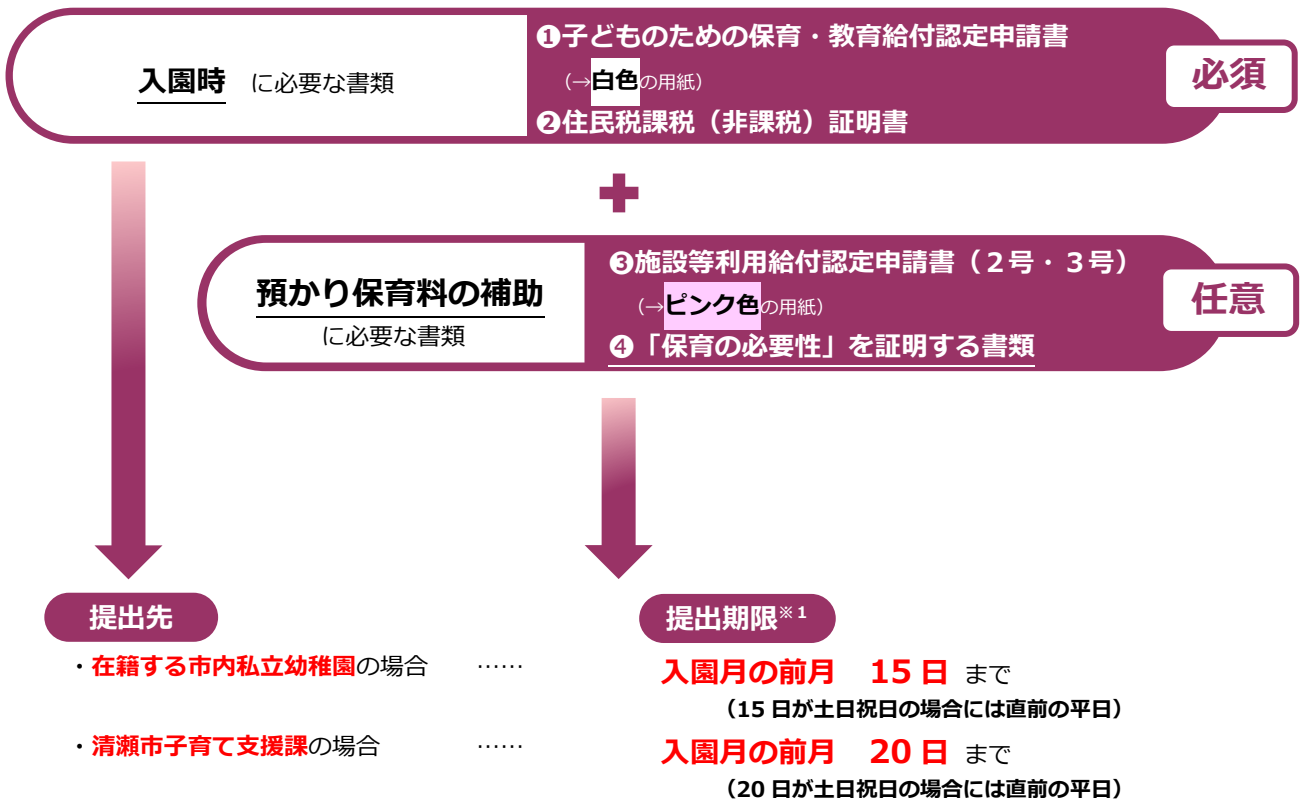 入園時 に必要な書類
❶子どものための保育・教育給付認定申請書
（→白色の用紙）
❷住民税課税（非課税）証明書
必須
預かり保育料の補助
に必要な書類
❸施設等利用給付認定申請書（２号・３号）
（→ピンク色の用紙）
❹「保育の必要性」を証明する書類
任意
提出先
提出期限※１
・在籍する市内私立幼稚園の場合 ……
入園月の前月　15 日 まで
（15 日が土日祝日の場合には直前の平日）
・清瀬市子育て支援課の場合 ……
入園月の前月　20 日 まで
（20 日が土日祝日の場合には直前の平日）